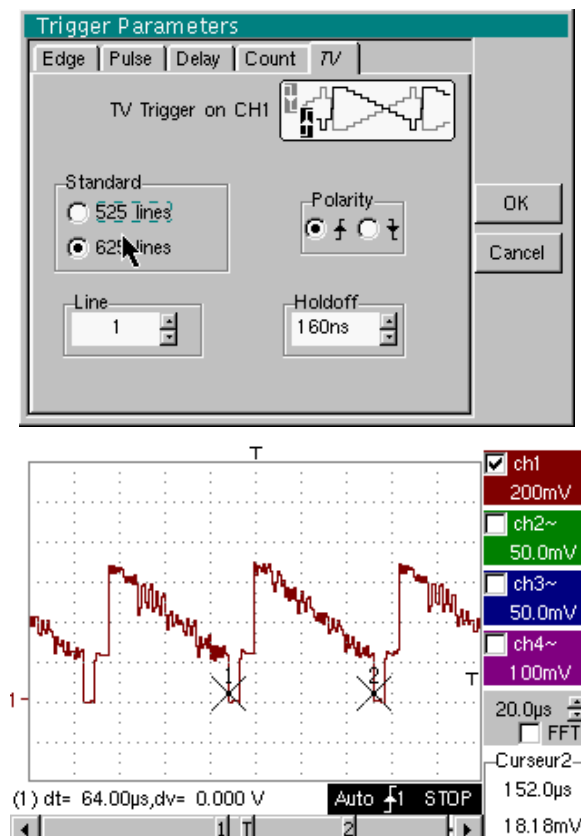 Trigger Parameters
Edge Pulse Delay Count TV
TV Trigger on CH1
Standard
525 lines
625 lines
Polarity
OK
Cancel
Line
1
Holdoff
160ns
T
ch1
200mV
ch2~
50.0mV
ch3~
50.0mV
ch4~
100mV
1 2
T
1-
20.0µs
FFT
Curseur2
152.0µs
18.18mV
(1) dt= 64.00µs,dv= 0.000 V Auto 1 STOP
1 T 2